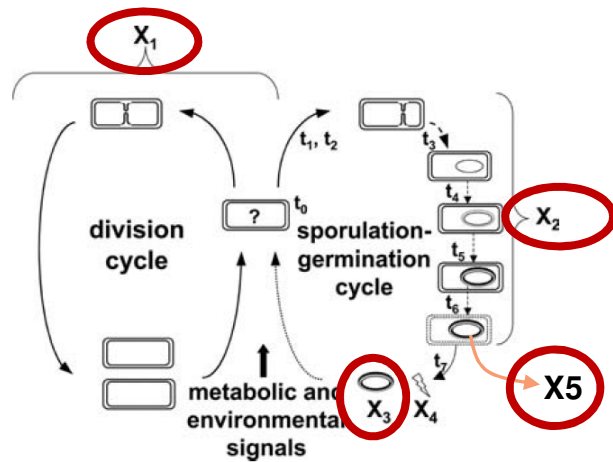 X₁
t₁, t₂
t₃
t₄
t₀
?
X₂
division
cycle
sporulation-
germination
cycle
t₅
t₆
t₇
X5
metabolic and
environmental
signals
X₃
X₄